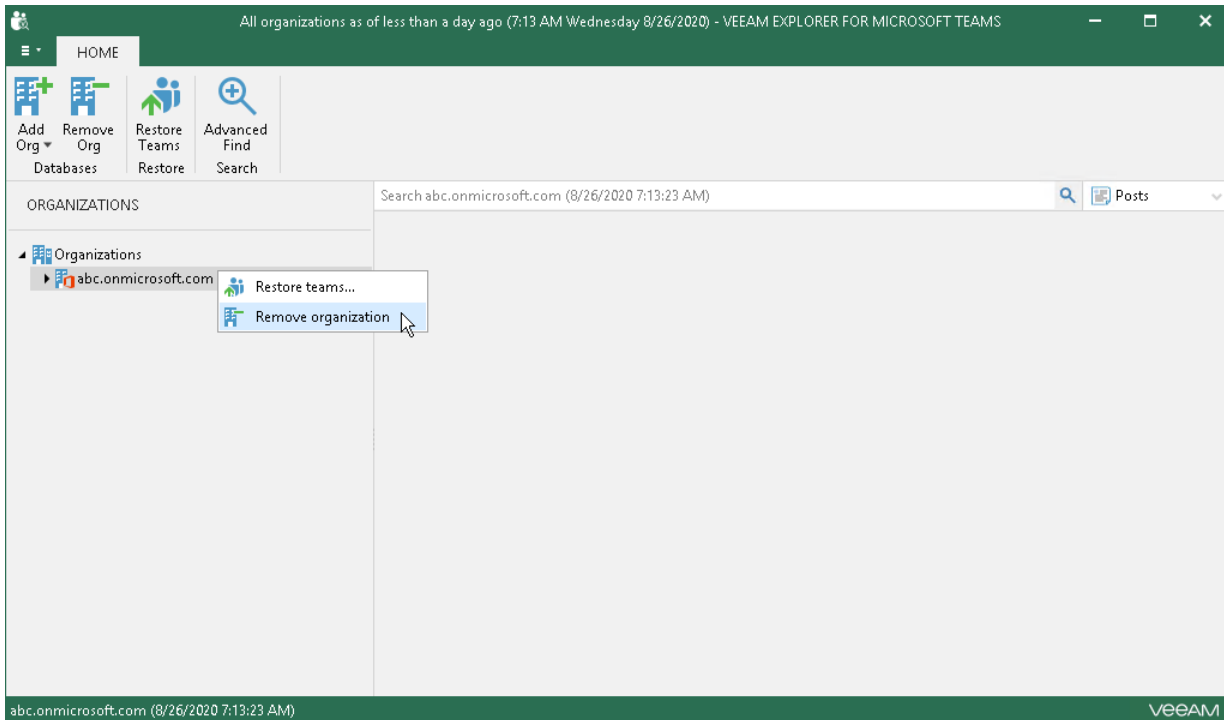 All organizations as of less than a day ago (7:13 AM Wednesday 8/26/2020) - VEEAM EXPLORER FOR MICROSOFT TEAMS
HOME
Add Org
Remove Org
Restore Teams
Advanced Find
Databases
Restore
Search
ORGANIZATIONS
Search abc.onmicrosoft.com (8/26/2020 7:13:23 AM)
Posts
Organizations
abc.onmicrosoft.com
Restore teams...
Remove organization
abc.onmicrosoft.com (8/26/2020 7:13:23 AM)
VEEAM